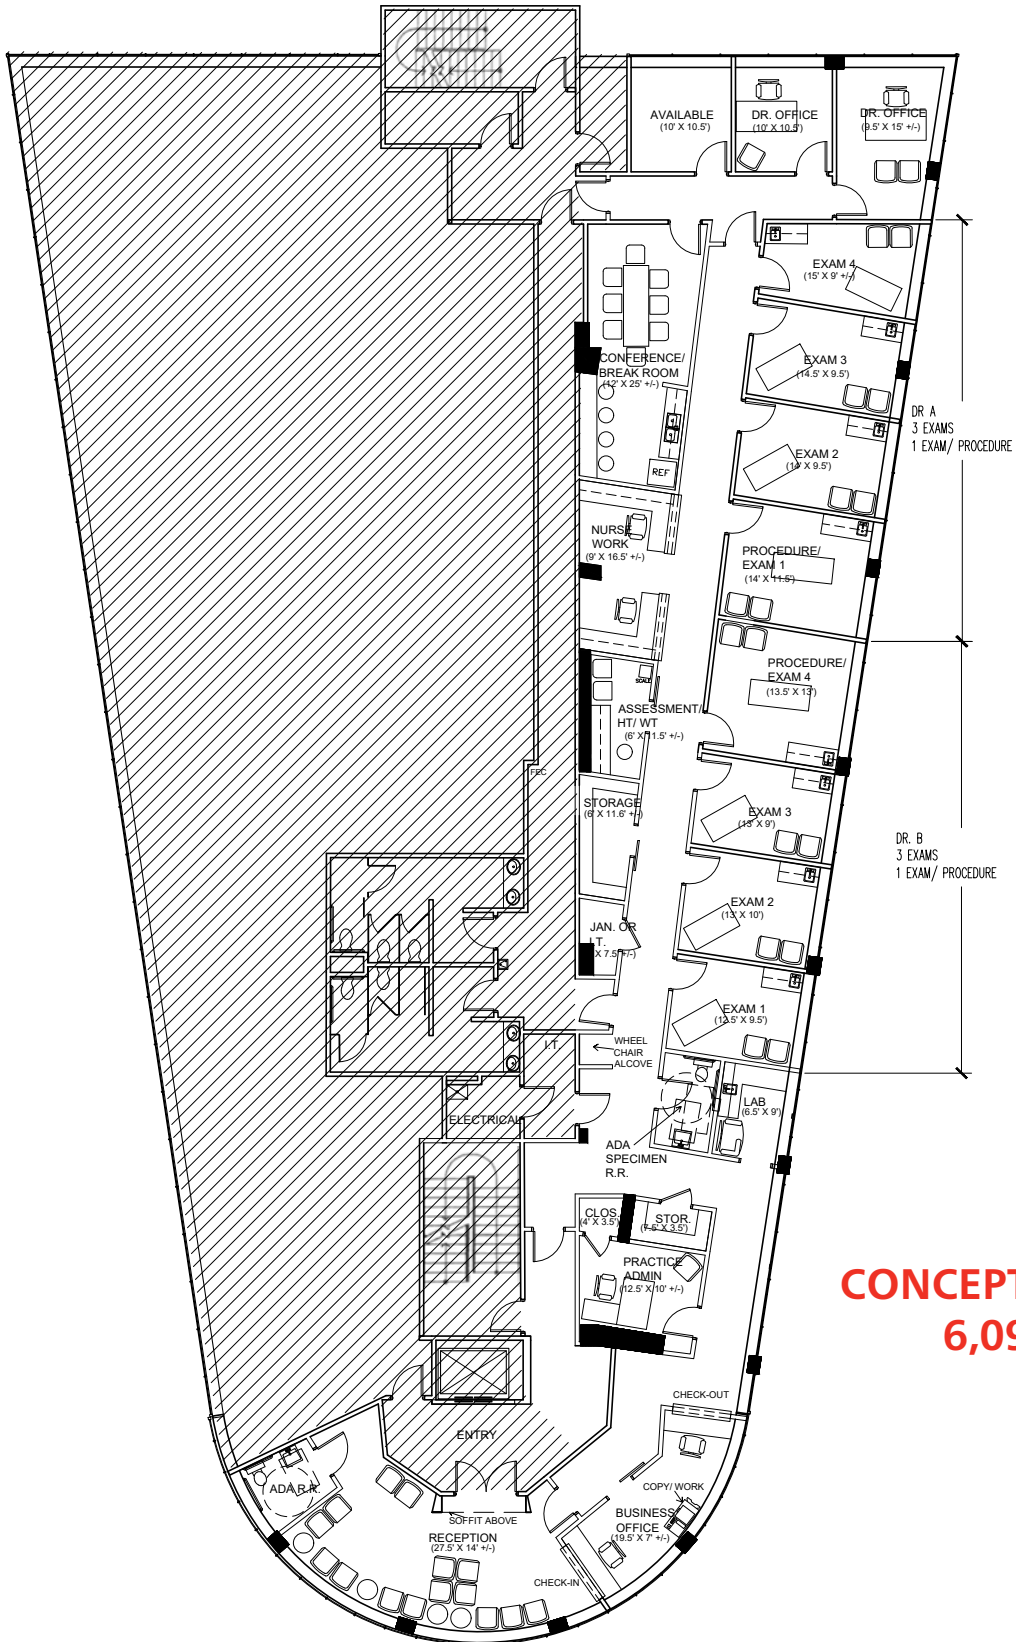 AVAILABLE
(10' X 10.5')
DR. OFFICE
(10' X 10.5')
DR. OFFICE
(9.5' X 15' +/-)
EXAM 4
(15' X 9' +/-)
EXAM 3
(14.5' X 9.5')
CONFERENCE/
BREAK ROOM
(12' X 25' +/-)
DR A
3 EXAMS
1 EXAM/ PROCEDURE
EXAM 2
(14' X 9.5')
REF
NURSE
WORK
(9' X 16.5' +/-)
PROCEDURE/
EXAM 1
(14' X 11.5')
PROCEDURE/
EXAM 4
(13.5' X 13')
SCALE
ASSESSMENT/
HT/ WT
(6' X 11.5' +/-)
FEC
STORAGE
(6' X 11.6' +/-)
EXAM 3
(13' X 9')
DR. B
3 EXAMS
1 EXAM/ PROCEDURE
EXAM 2
(13' X 10')
JAN. OR
I.T.
X 7.5' +/-)
EXAM 1
(12.5' X 9.5')
I.T
WHEEL
CHAIR
ALCOVE
LAB
(6.5' X 9')
ELECTRICAL
ADA
SPECIMEN
R.R.
CLOS.
(4' X 3.5')
STOR.
(7.5' X 3.5')
PRACTICE
ADMIN
(12.5' X 10' +/-)
CONCEPT
6,09
CHECK-OUT
ENTRY
COPY/ WORK
ADA R.R.
SOFFIT ABOVE
BUSINESS
OFFICE
(19.5' X 7' +/-)
RECEPTION
(27.5' X 14' +/-)
CHECK-IN